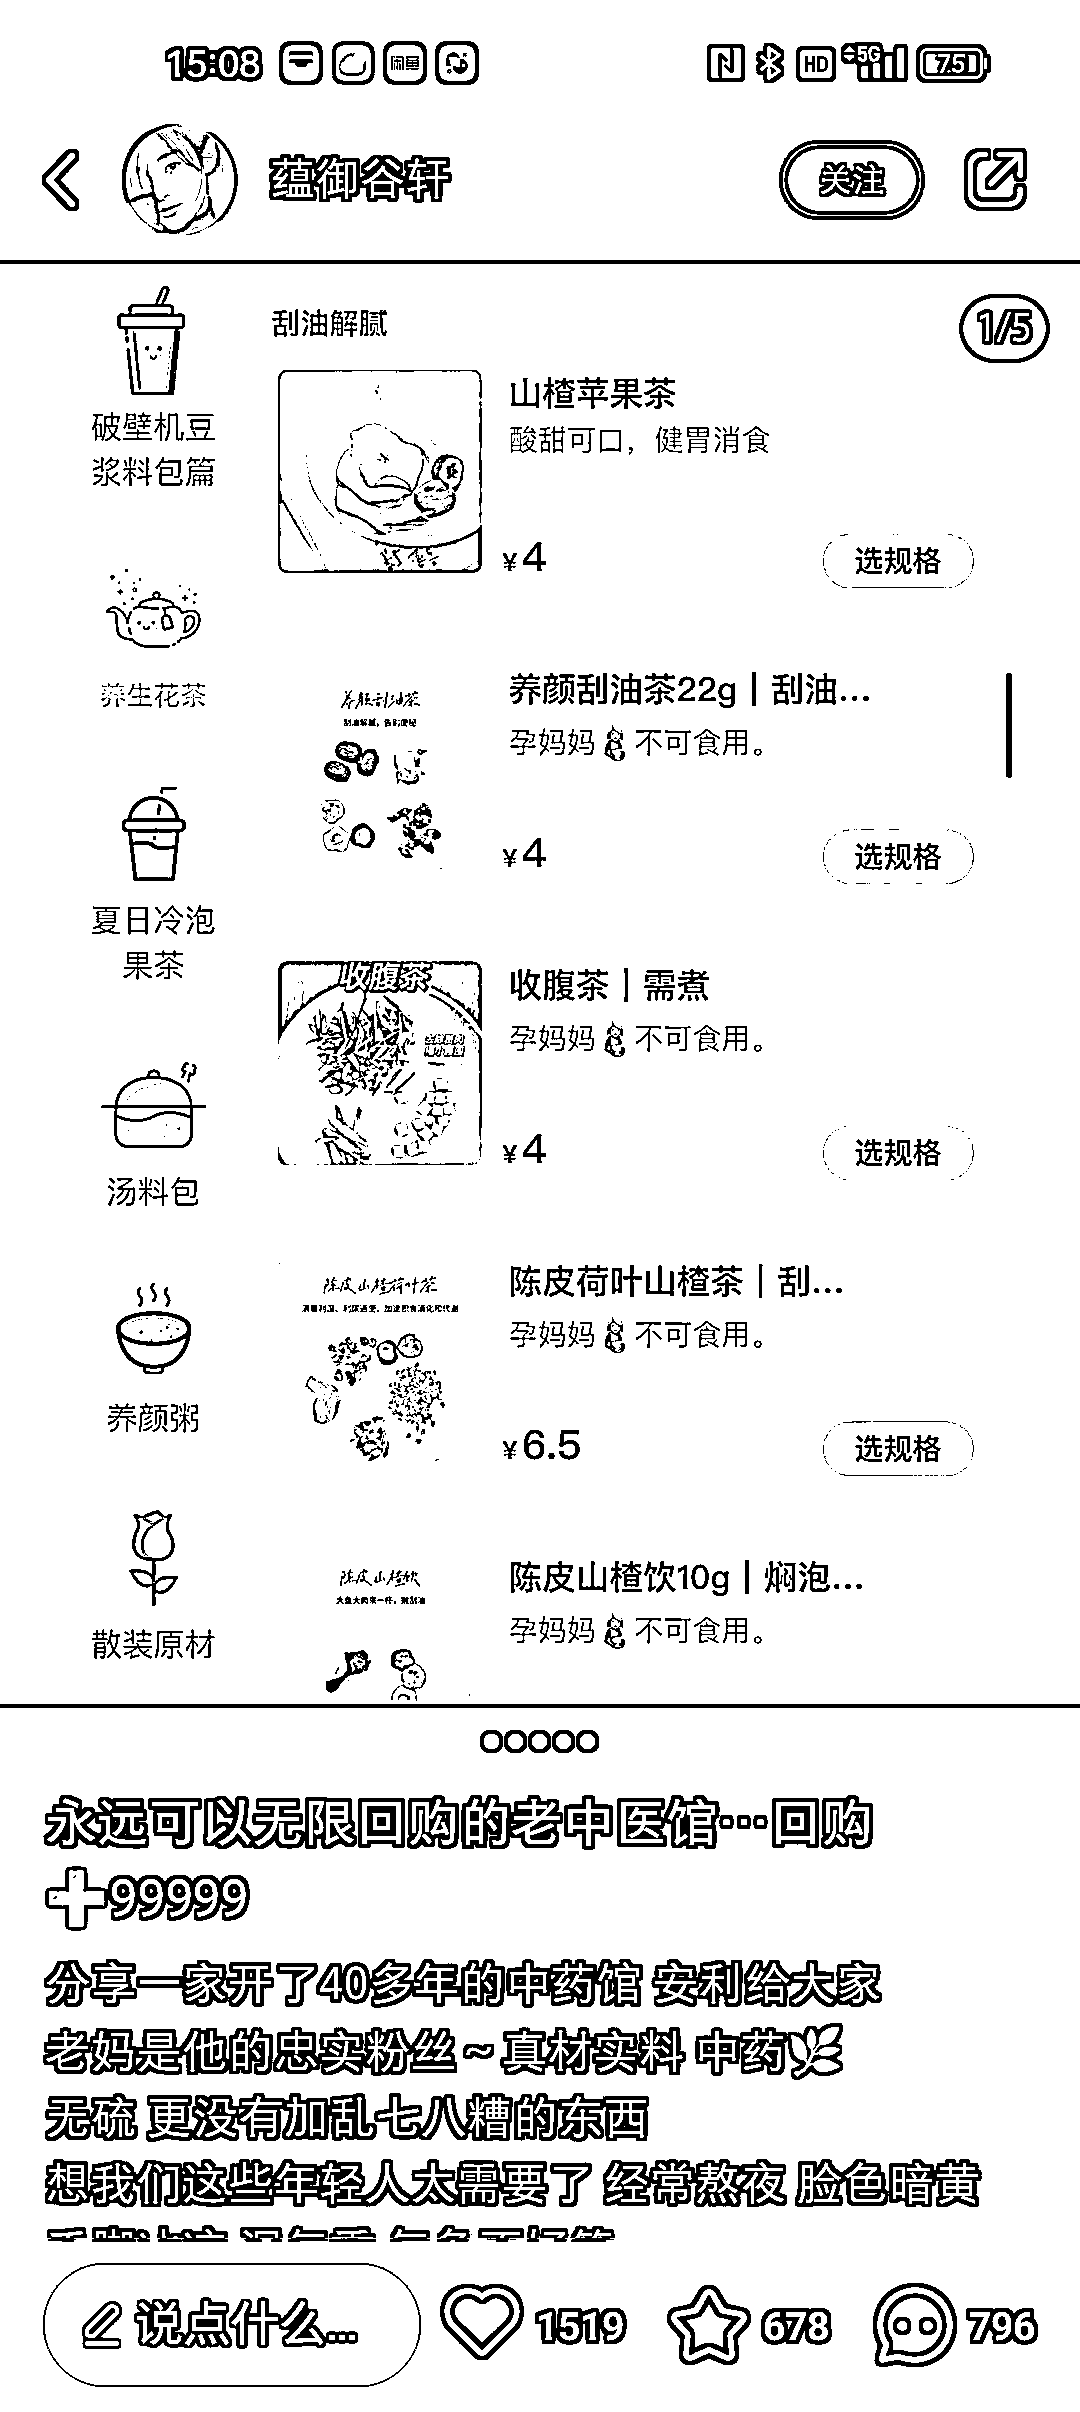 15:08
HD 5G 75
蕴御谷轩
关注
1/5
刮油解腻
破壁机豆
浆料包篇
养生花茶
夏日冷泡
果茶
汤料包
养颜粥
散装原材
山楂苹果茶
酸甜可口，健胃消食
¥4
选规格
养颜刮油茶
养颜刮油茶22g | 刮油...
孕妈妈不可食用。
¥4
选规格
收腹茶
收腹茶 | 需煮
孕妈妈不可食用。
¥4
选规格
陈皮山楂荷叶茶
陈皮荷叶山楂茶 | 刮...
孕妈妈不可食用。
¥6.5
选规格
陈皮山楂饮
陈皮山楂饮10g | 焖泡...
孕妈妈不可食用。
永远可以无限回购的老中医馆…回购
➕99999
分享一家开了40多年的中药馆 安利给大家
老妈是他的忠实粉丝～真材实料 中药🌿
无硫 更没有加乱七八糟的东西
想我们这些年轻人太需要了 经常熬夜 脸色暗黄
说点什么...
1519
678
796